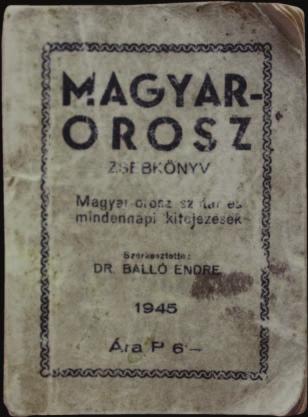 MAGYAR-
OROSZ
ZSEBKÖNYV
Magyar-orosz szótár és
mindennapi kifejezések
Szerkesztette:
DR. BALLÓ ENDRE
1945
Ára P 6–